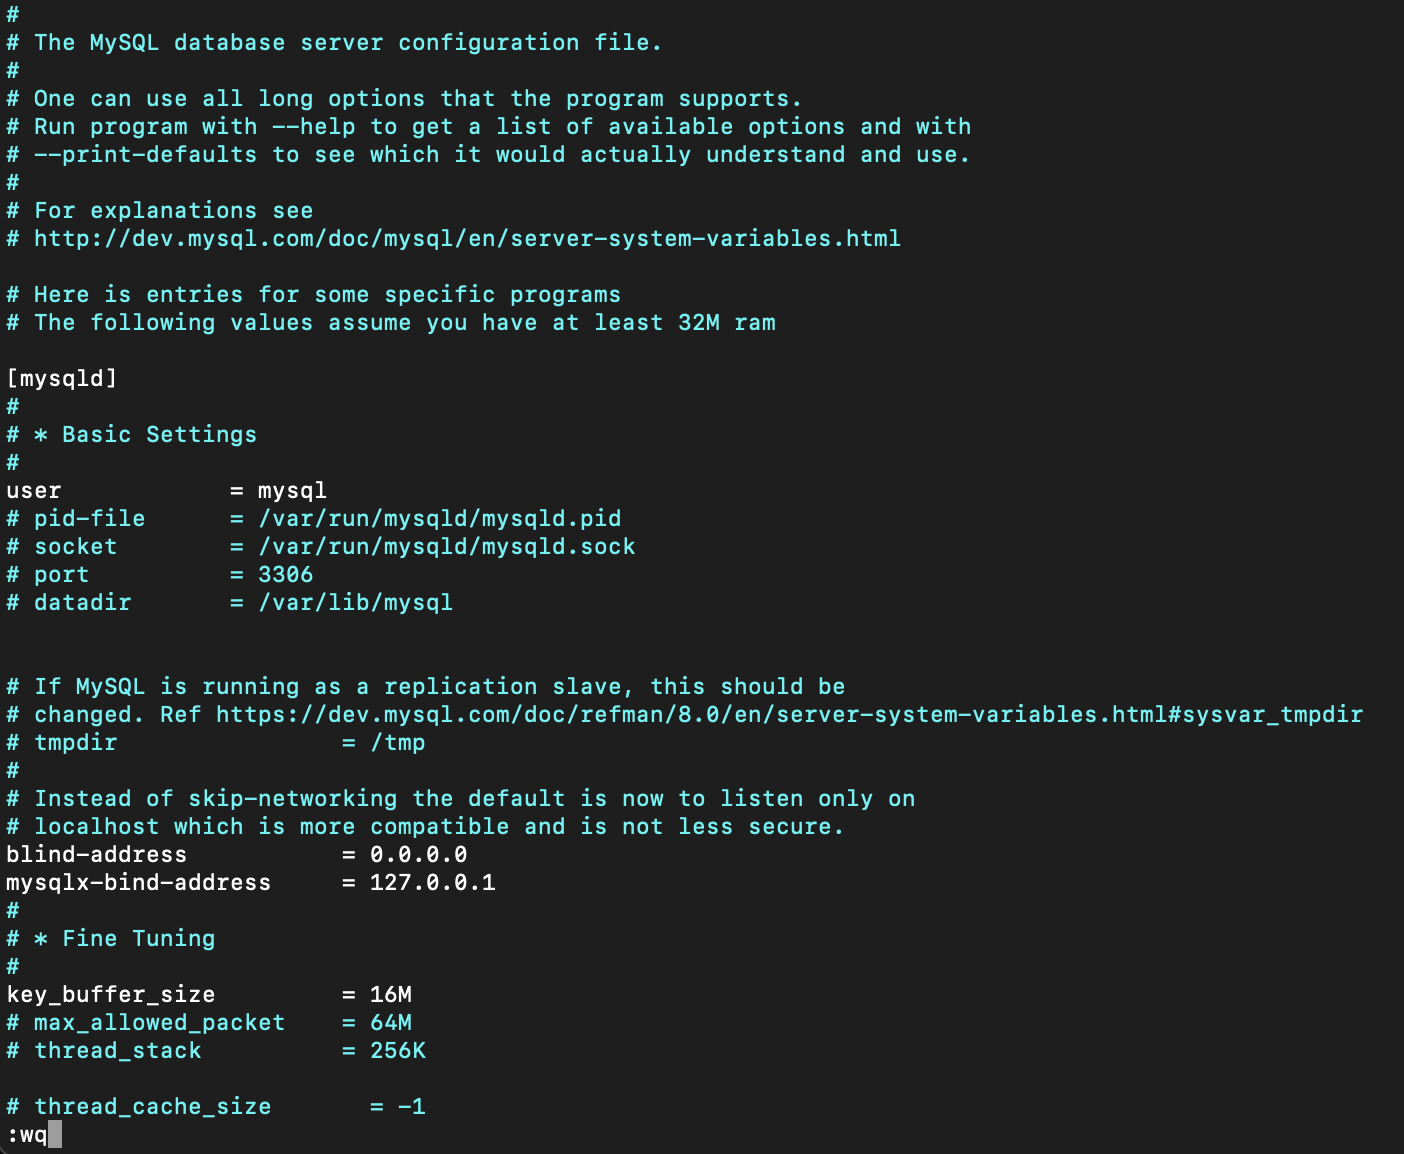 #
# The MySQL database server configuration file.
#
# One can use all long options that the program supports.
# Run program with --help to get a list of available options and with
# --print-defaults to see which it would actually understand and use.
#
# For explanations see
# http://dev.mysql.com/doc/mysql/en/server-system-variables.html

# Here is entries for some specific programs
# The following values assume you have at least 32M ram

[mysqld]
#
# * Basic Settings
#
user            = mysql
# pid-file      = /var/run/mysqld/mysqld.pid
# socket        = /var/run/mysqld/mysqld.sock
# port          = 3306
# datadir       = /var/lib/mysql


# If MySQL is running as a replication slave, this should be
# changed. Ref https://dev.mysql.com/doc/refman/8.0/en/server-system-variables.html#sysvar_tmpdir
# tmpdir                = /tmp
#
# Instead of skip-networking the default is now to listen only on
# localhost which is more compatible and is not less secure.
blind-address           = 0.0.0.0
mysqlx-bind-address     = 127.0.0.1
#
# * Fine Tuning
#
key_buffer_size         = 16M
# max_allowed_packet    = 64M
# thread_stack          = 256K

# thread_cache_size       = -1
:wq